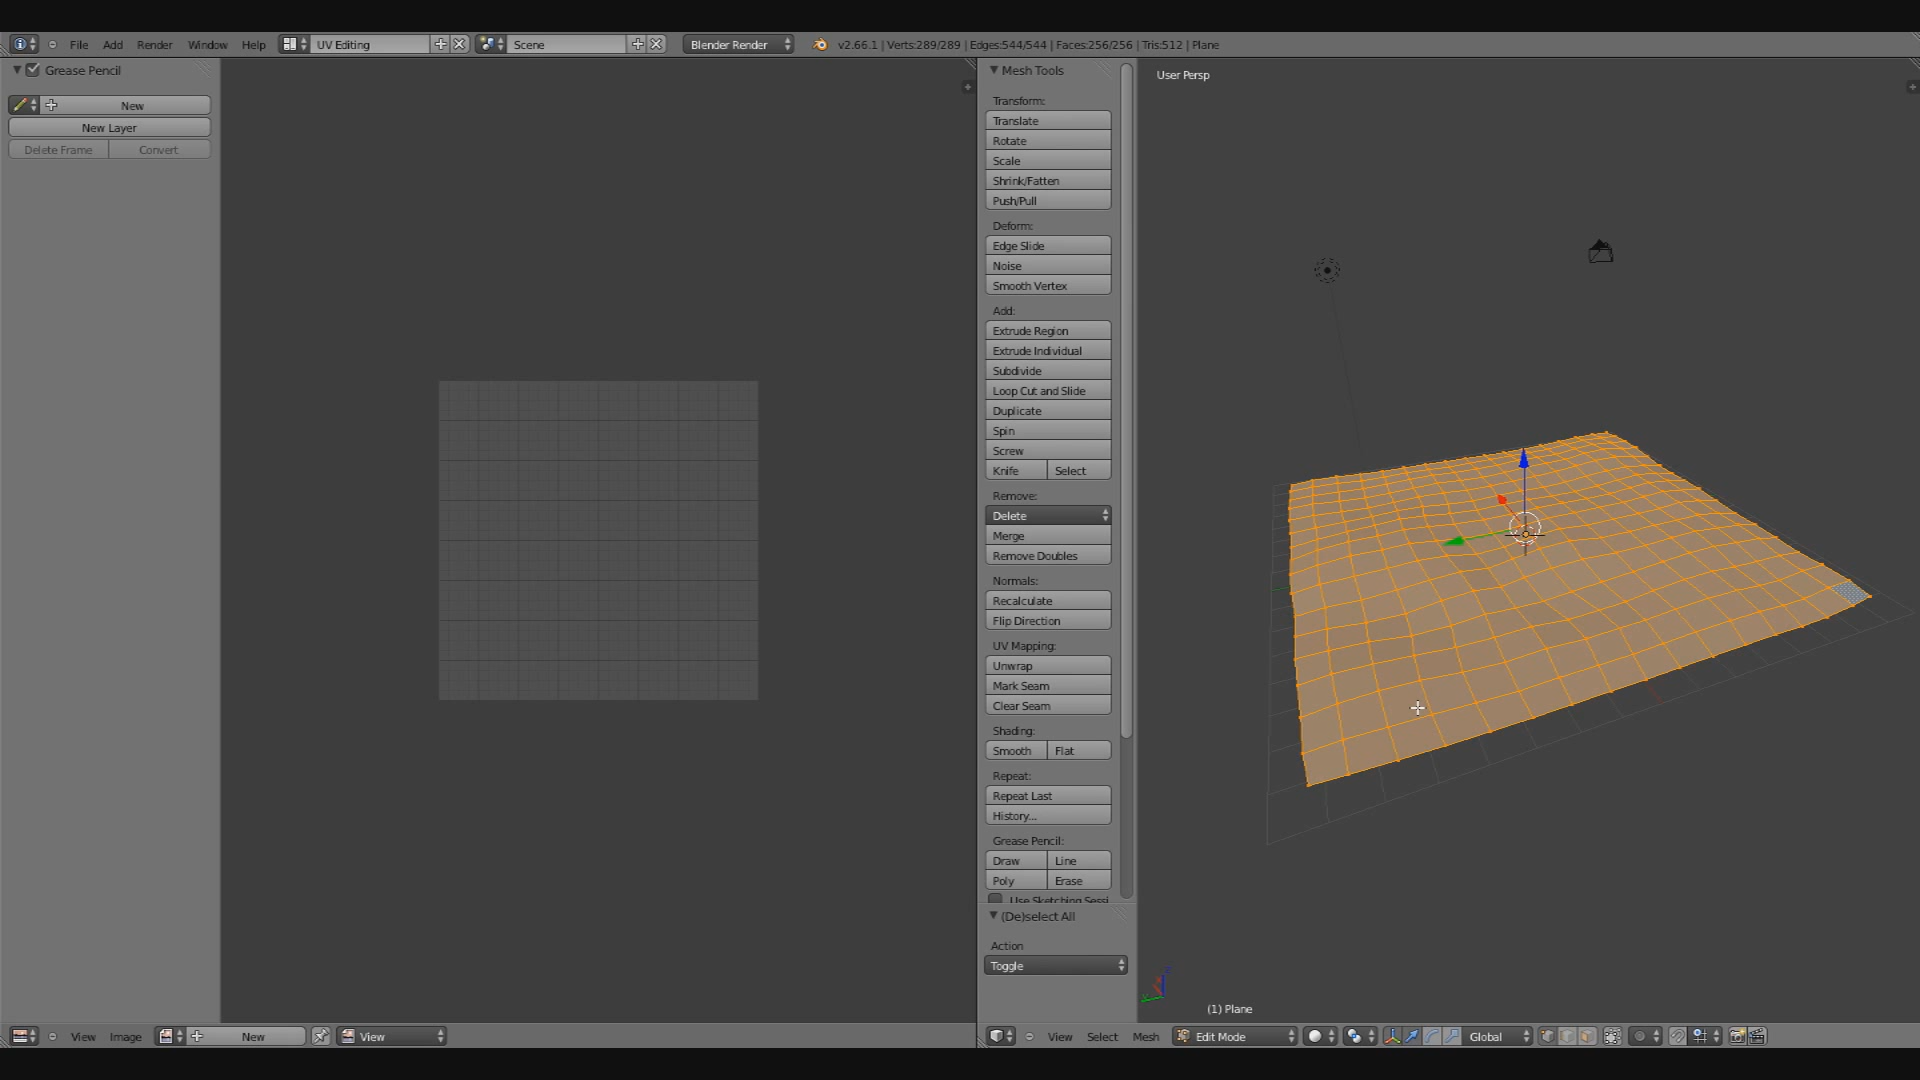 File Add Render Window Help UV Editing Scene Blender Render v2.66.1 | Verts:289/289 | Edges:544/544 | Faces:256/256 | Tris:512 | Plane
Grease Pencil
New
New Layer
Delete Frame Convert
Mesh Tools
Transform:
Translate
Rotate
Scale
Shrink/Fatten
Push/Pull
Deform:
Edge Slide
Noise
Smooth Vertex
Add:
Extrude Region
Extrude Individual
Subdivide
Loop Cut and Slide
Duplicate
Spin
Screw
Knife Select
Remove:
Delete
Merge
Remove Doubles
Normals:
Recalculate
Flip Direction
UV Mapping:
Unwrap
Mark Seam
Clear Seam
Shading:
Smooth Flat
Repeat:
Repeat Last
History...
Grease Pencil:
Draw Line
Poly Erase
Use Sketching Sessi
(De)select All
Action
Toggle
User Persp
(1) Plane
View Image New View
View Select Mesh Edit Mode Global